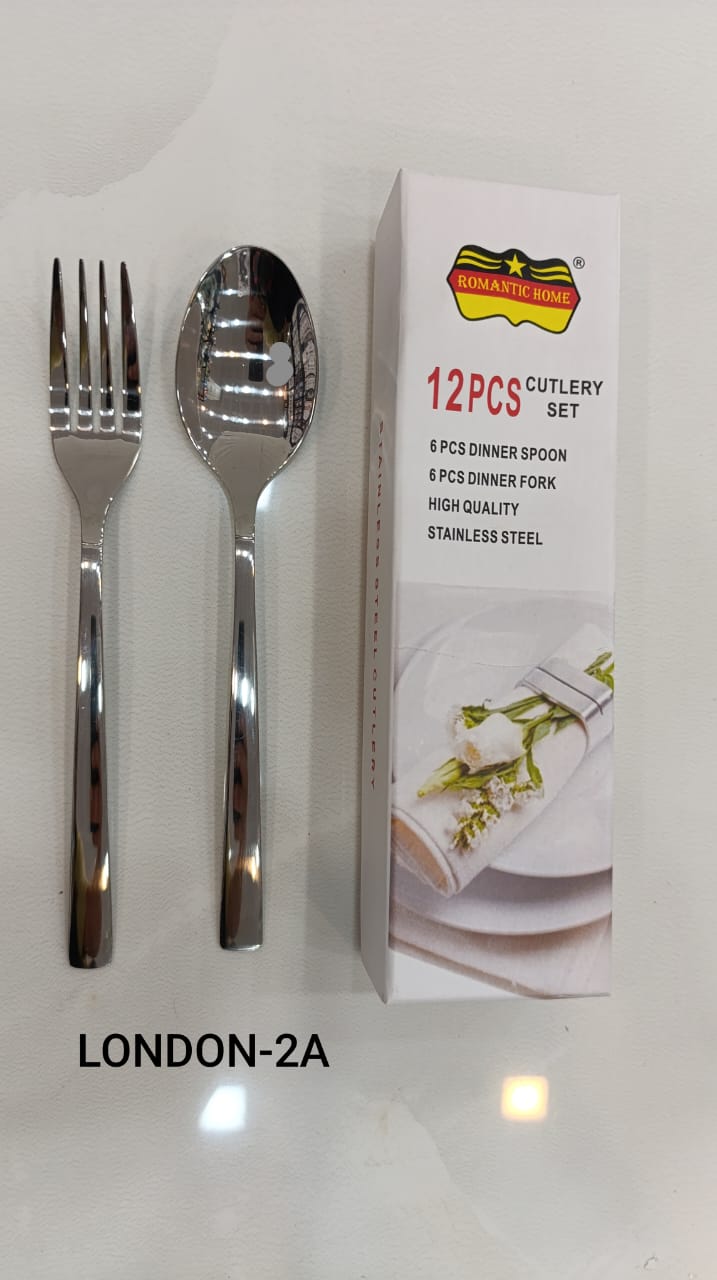 ROMANTIC HOME
®
12PCS CUTLERY SET
6 PCS DINNER SPOON
6 PCS DINNER FORK
HIGH QUALITY
STAINLESS STEEL
STAINLESS STEEL CUTLERY
LONDON-2A